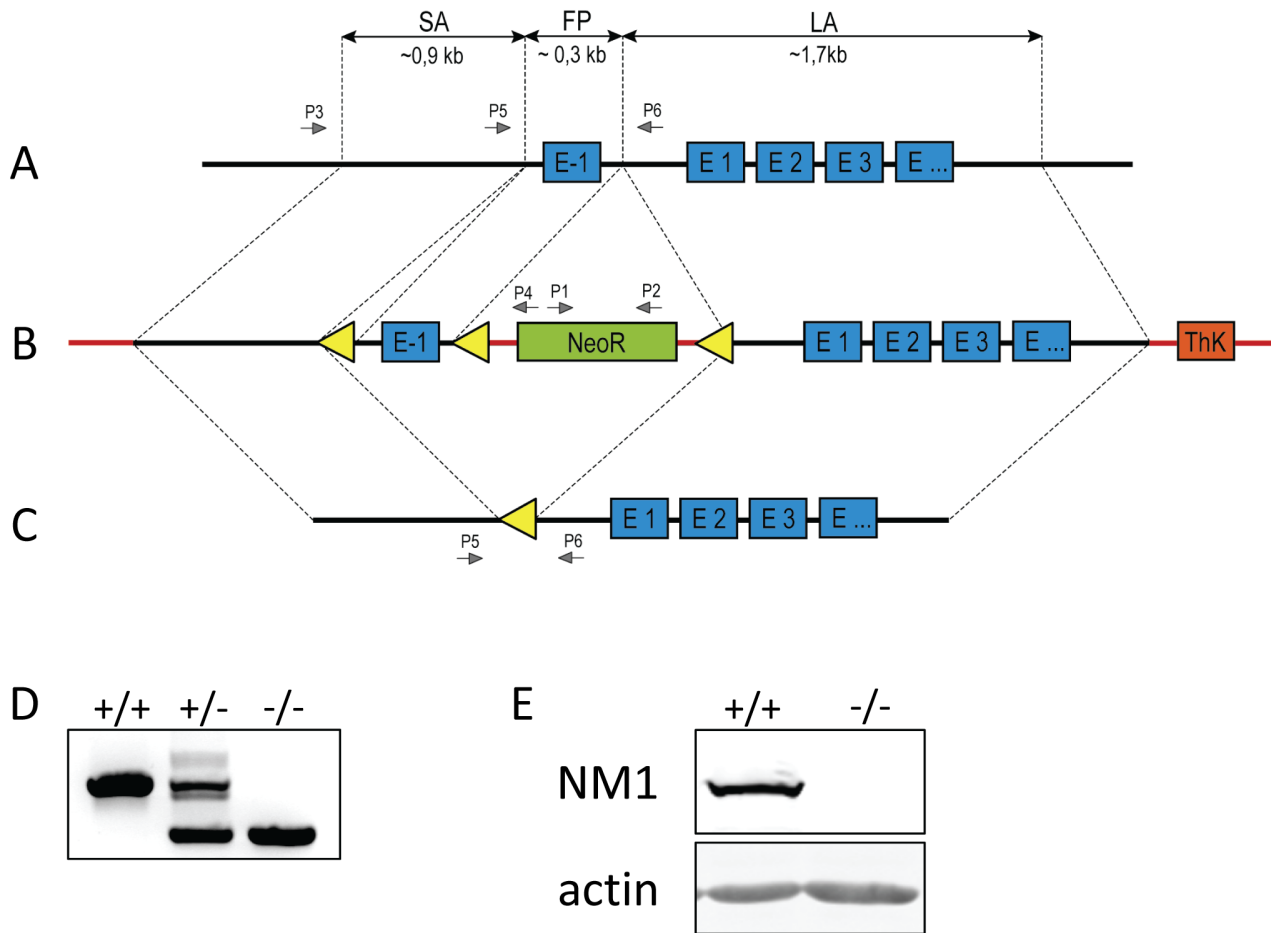 SA FP LA
~0,9 kb ~ 0,3 kb ~1,7kb
P3 P5 P6
A E-1 E 1 E 2 E 3 E ...
P4 P1 P2
B E-1 NeoR E 1 E 2 E 3 E ... ThK
C E 1 E 2 E 3 E ...
P5 P6
D +/+ +/- -/-
E +/+ -/-
NM1
actin